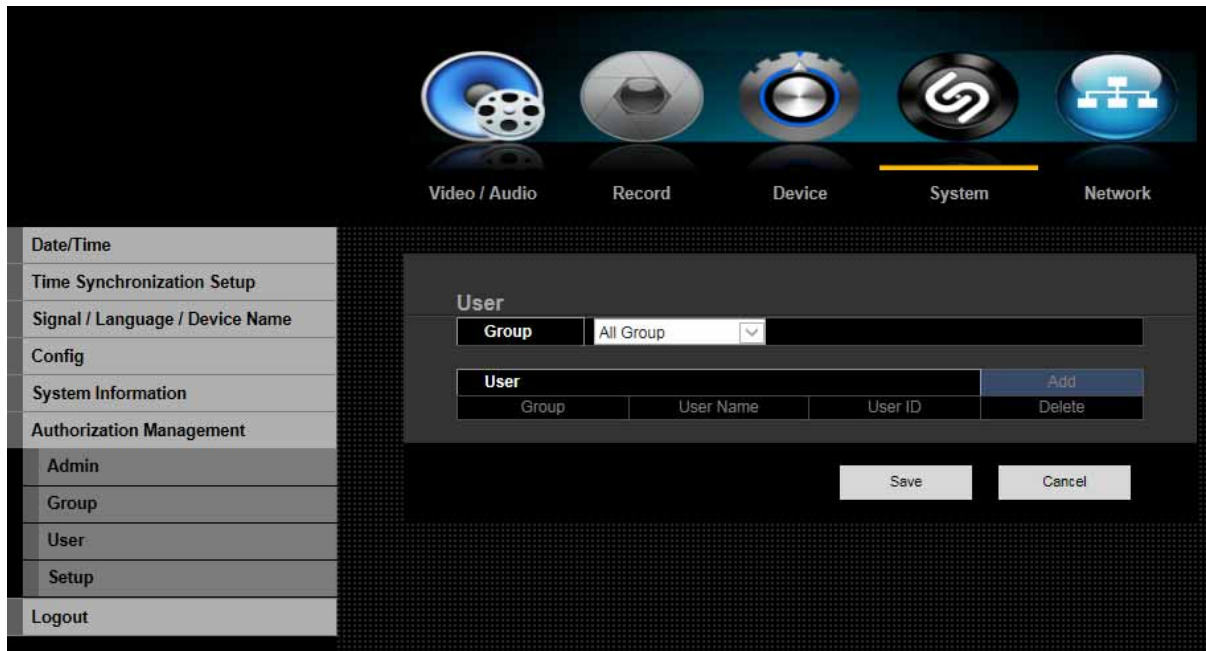 Video / Audio
Record
Device
System
Network
Date/Time
Time Synchronization Setup
Signal / Language / Device Name
Config
System Information
Authorization Management
Admin
Group
User
Setup
Logout
User
Group All Group
User Add
Group User Name User ID Delete
Save Cancel